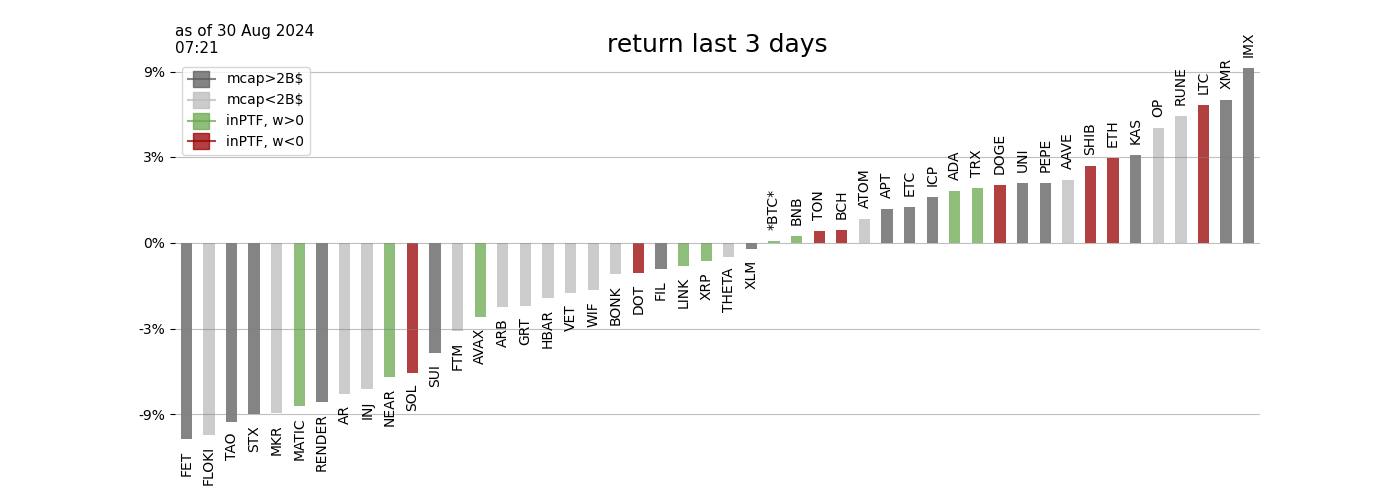 as of 30 Aug 2024
07:21
return last 3 days
mcap>2B$
mcap<2B$
inPTF, w>0
inPTF, w<0
9%
3%
0%
-3%
-9%
FET
FLOKI
TAO
STX
MKR
MATIC
RENDER
AR
INJ
NEAR
SOL
SUI
FTM
AVAX
ARB
GRT
HBAR
VET
WIF
BONK
DOT
FIL
LINK
XRP
THETA
XLM
*BTC*
BNB
TON
BCH
ATOM
APT
ETC
ICP
ADA
TRX
DOGE
UNI
PEPE
AAVE
SHIB
ETH
KAS
OP
RUNE
LTC
XMR
IMX